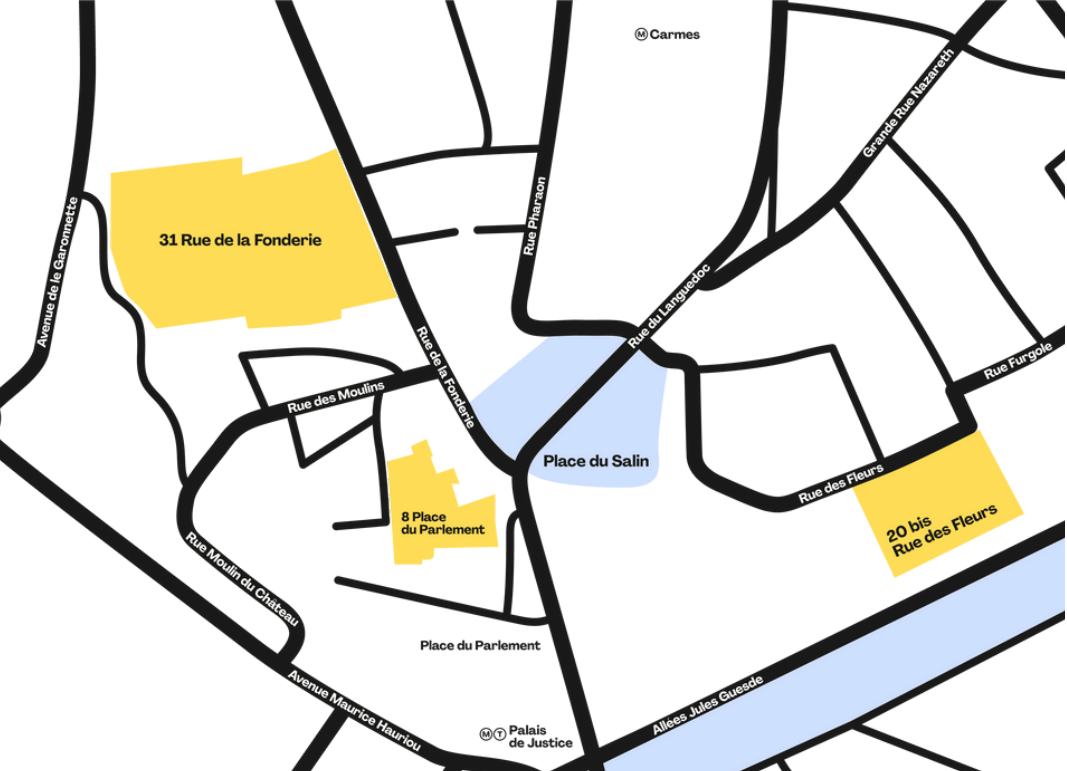 Ⓜ Carmes
Grande Rue Nazareth
31 Rue de la Fonderie
Rue Pharaon
Avenue de le Garonnette
Rue du Languedoc
Rue de la Fonderie
Rue Furgole
Rue des Moulins
Place du Salin
Rue des Fleurs
8 Place
du Parlement
20 bis
Rue des Fleurs
Rue Moulin du Château
Place du Parlement
Avenue Maurice Hauriou
Allées Jules Guesde
Ⓜ Ⓣ Palais
de Justice